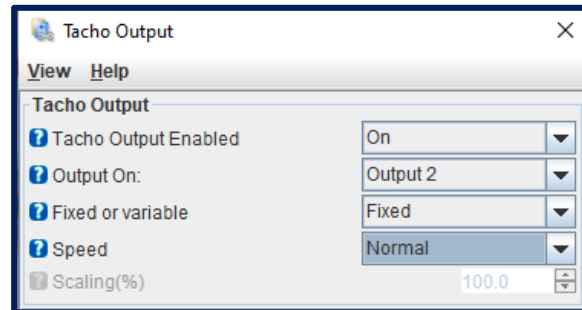 Tacho Output
View Help
Tacho Output
Tacho Output Enabled On
Output On: Output 2
Fixed or variable Fixed
Speed Normal
Scaling(%) 100.0